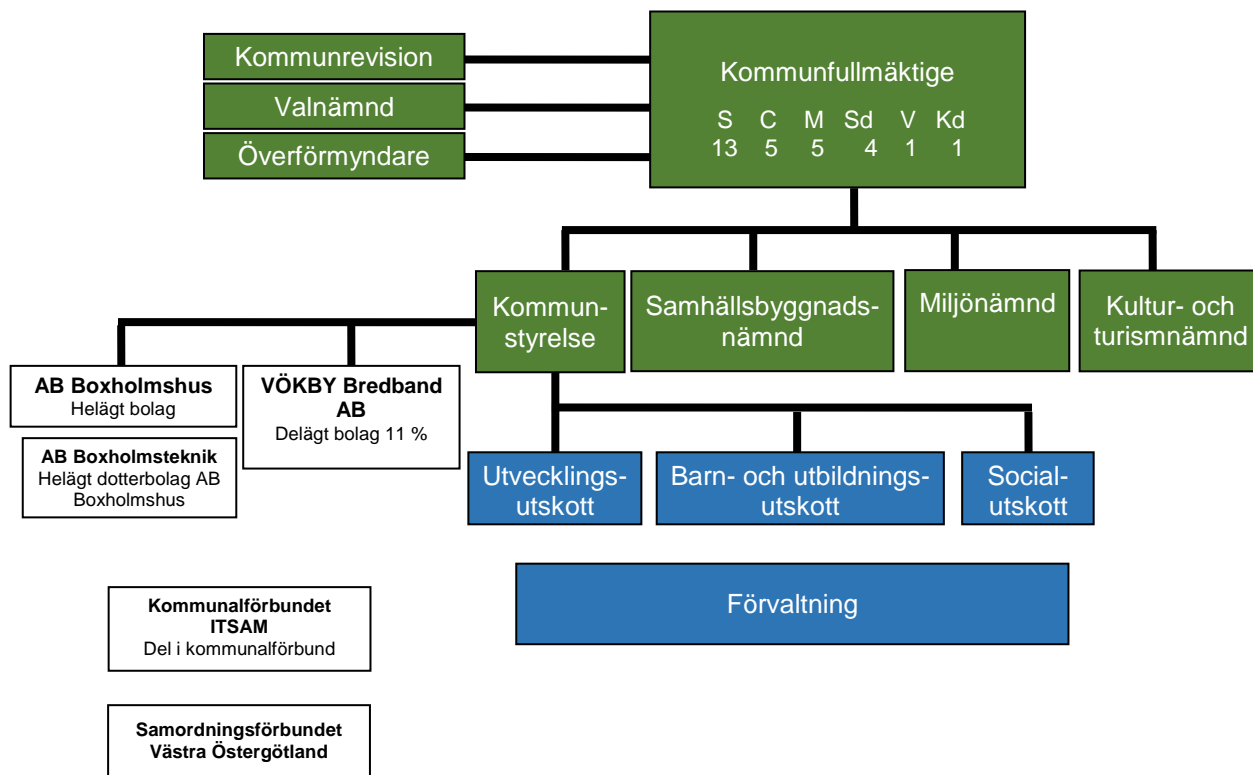 Kommunrevision
Valnämnd
Överförmyndare
Kommunfullmäktige
S C M Sd V Kd
13 5 5 4 1 1
Kommun-
styrelse
Samhällsbyggnads-
nämnd
Miljönämnd
Kultur- och
turismnämnd
AB Boxholmshus
Helägt bolag
VÖKBY Bredband
AB
Delägt bolag 11 %
AB Boxholmsteknik
Helägt dotterbolag AB
Boxholmshus
Utvecklings-
utskott
Barn- och utbildnings-
utskott
Social-
utskott
Förvaltning
Kommunalförbundet
ITSAM
Del i kommunalförbund
Samordningsförbundet
Västra Östergötland